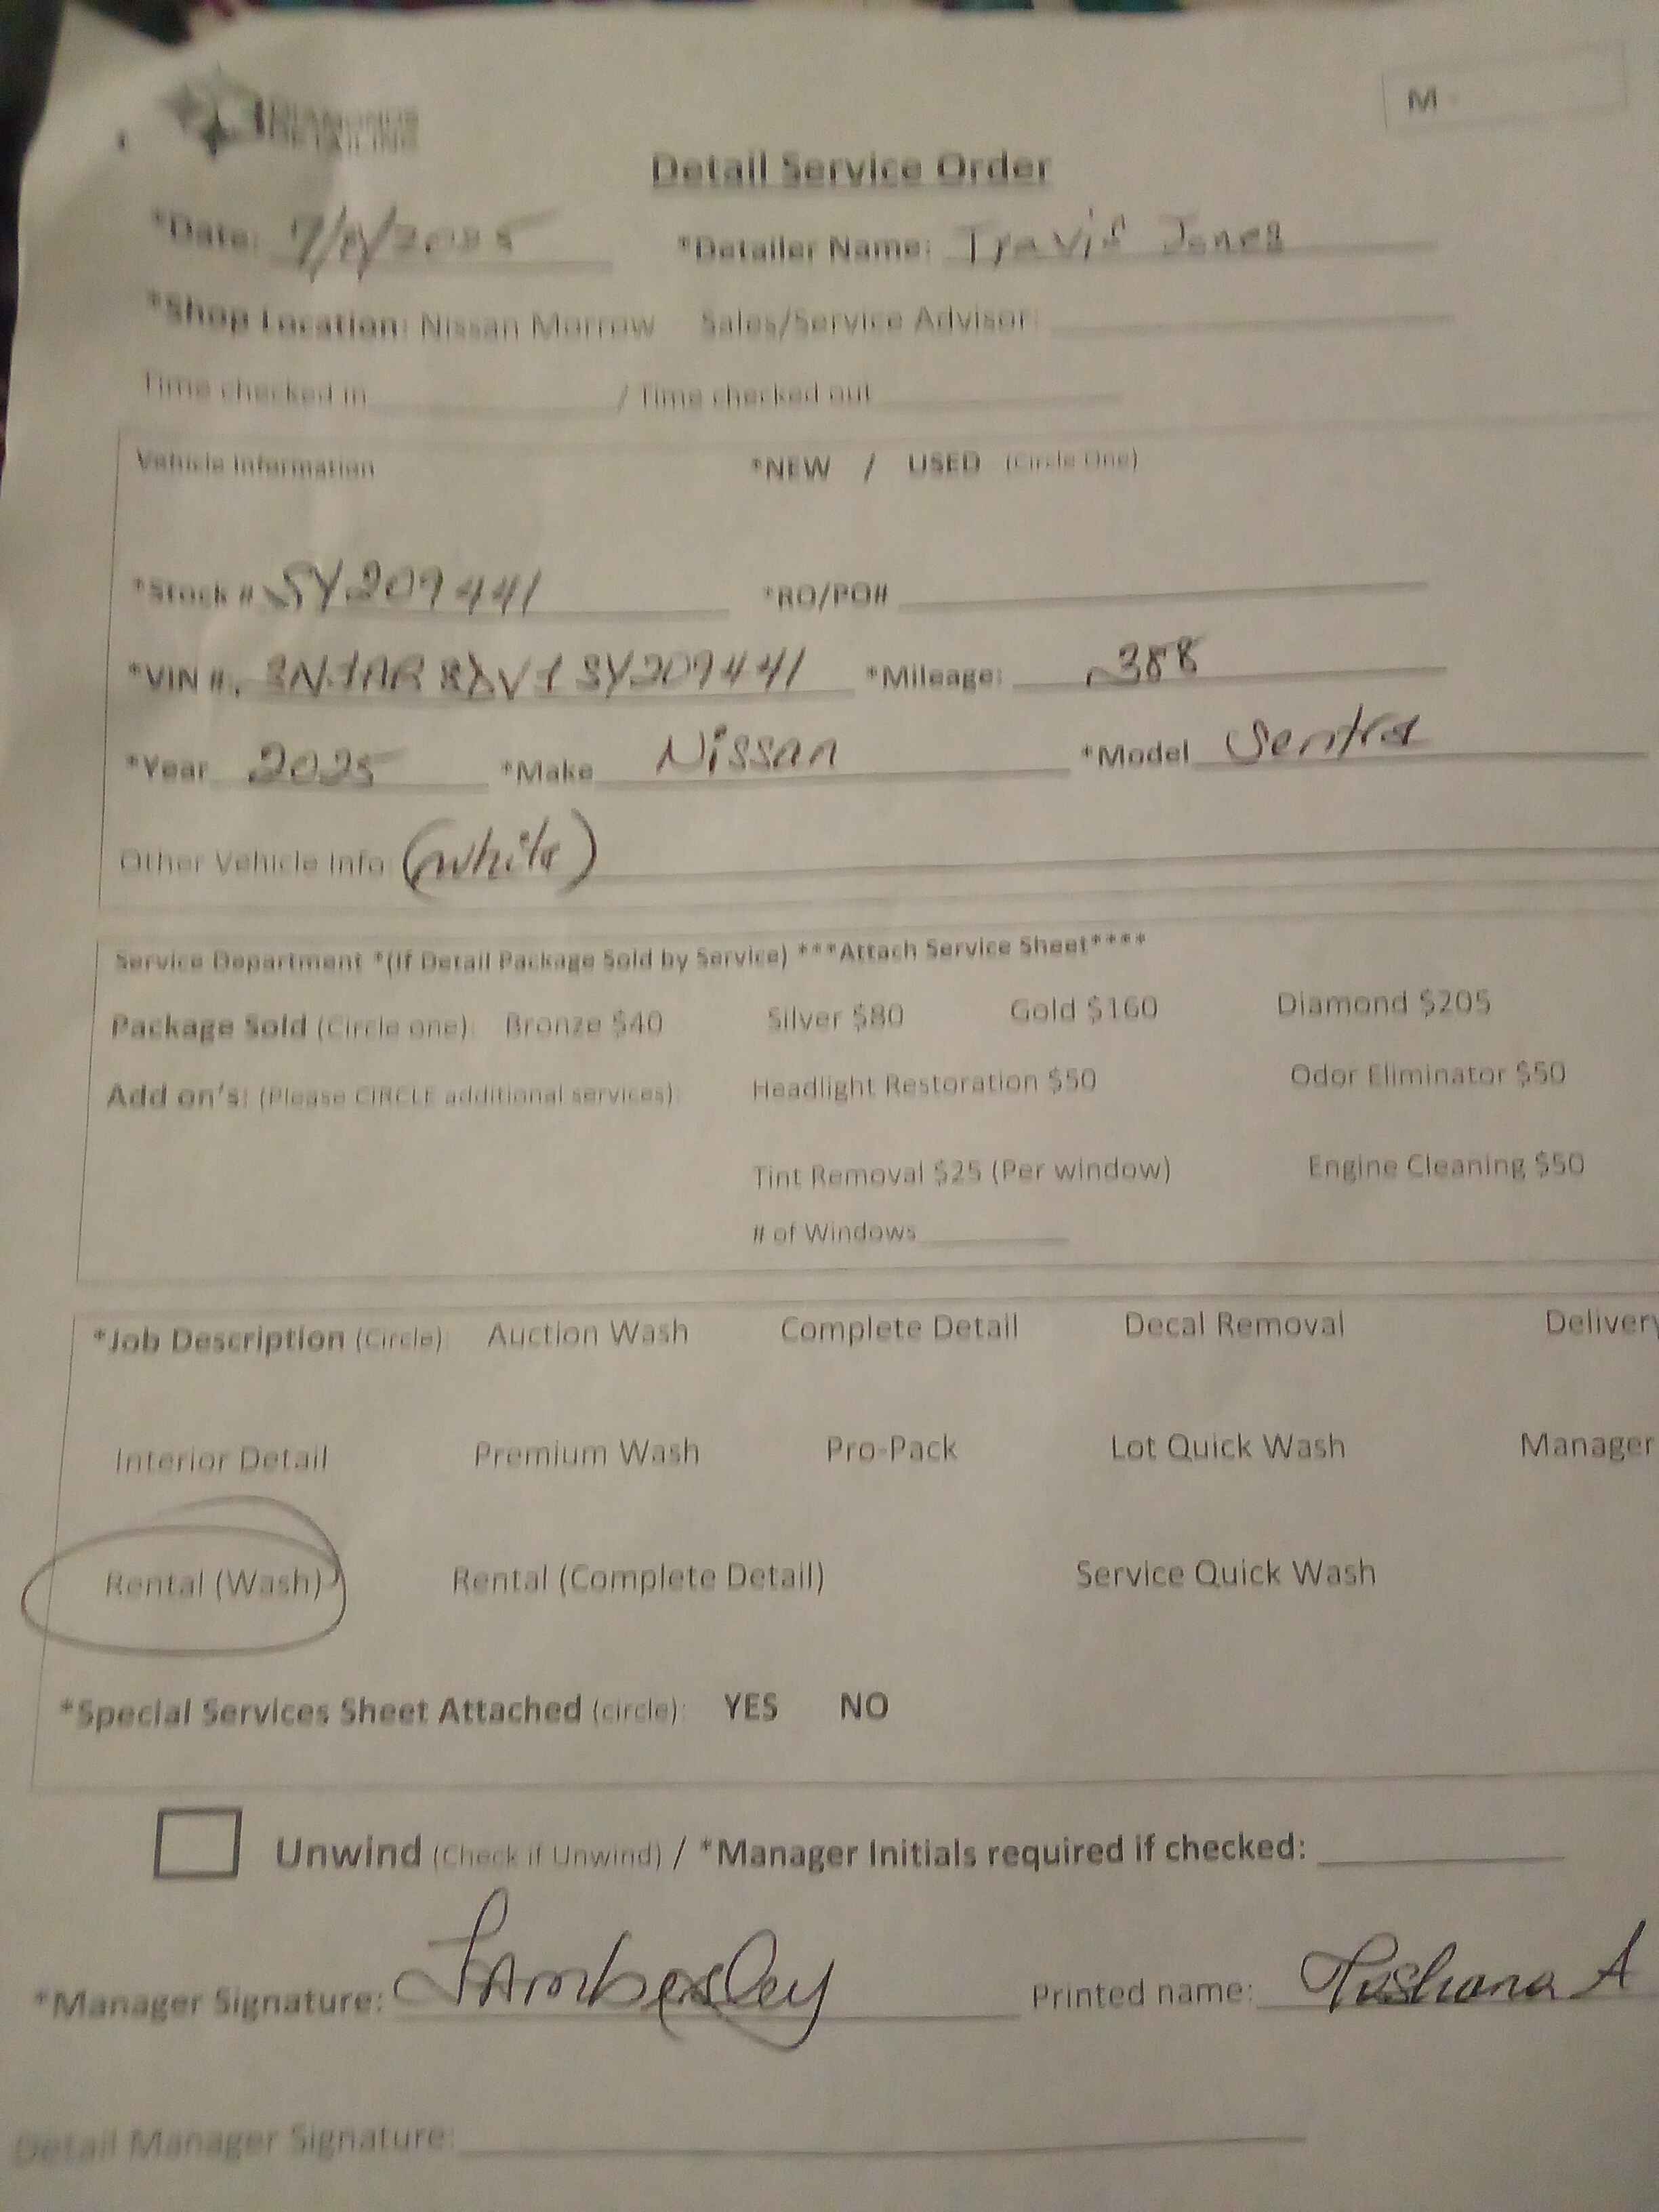 M
DETAILING
Detail Service Order
*Date: *Detailer Name: Travis Jones
*Shop Location: Nissan Morrow Sales/Service Advisor:
Time checked in / Time checked out
Vehicle Information *NEW / USED (Circle One)
*Stock # SY209441 *RO/PO#
*VIN #: *Mileage: 388
*Year 2025 *Make Nissan *Model Sentra
Other Vehicle Info (white)
Service Department *(If Detail Package Sold by Service) ***Attach Service Sheet****
Package Sold (Circle one): Bronze $40 Silver $80 Gold $160 Diamond $205
Add on's: (Please CIRCLE additional services): Headlight Restoration $50 Odor Eliminator $50
Tint Removal $25 (Per window) Engine Cleaning $50
# of Windows
*Job Description (Circle): Auction Wash Complete Detail Decal Removal Delivery
Interior Detail Premium Wash Pro-Pack Lot Quick Wash Manager
Rental (Wash) Rental (Complete Detail) Service Quick Wash
*Special Services Sheet Attached (circle): YES NO
Unwind (Check if Unwind) / *Manager Initials required if checked:
*Manager Signature: Printed name: A
Detail Manager Signature: